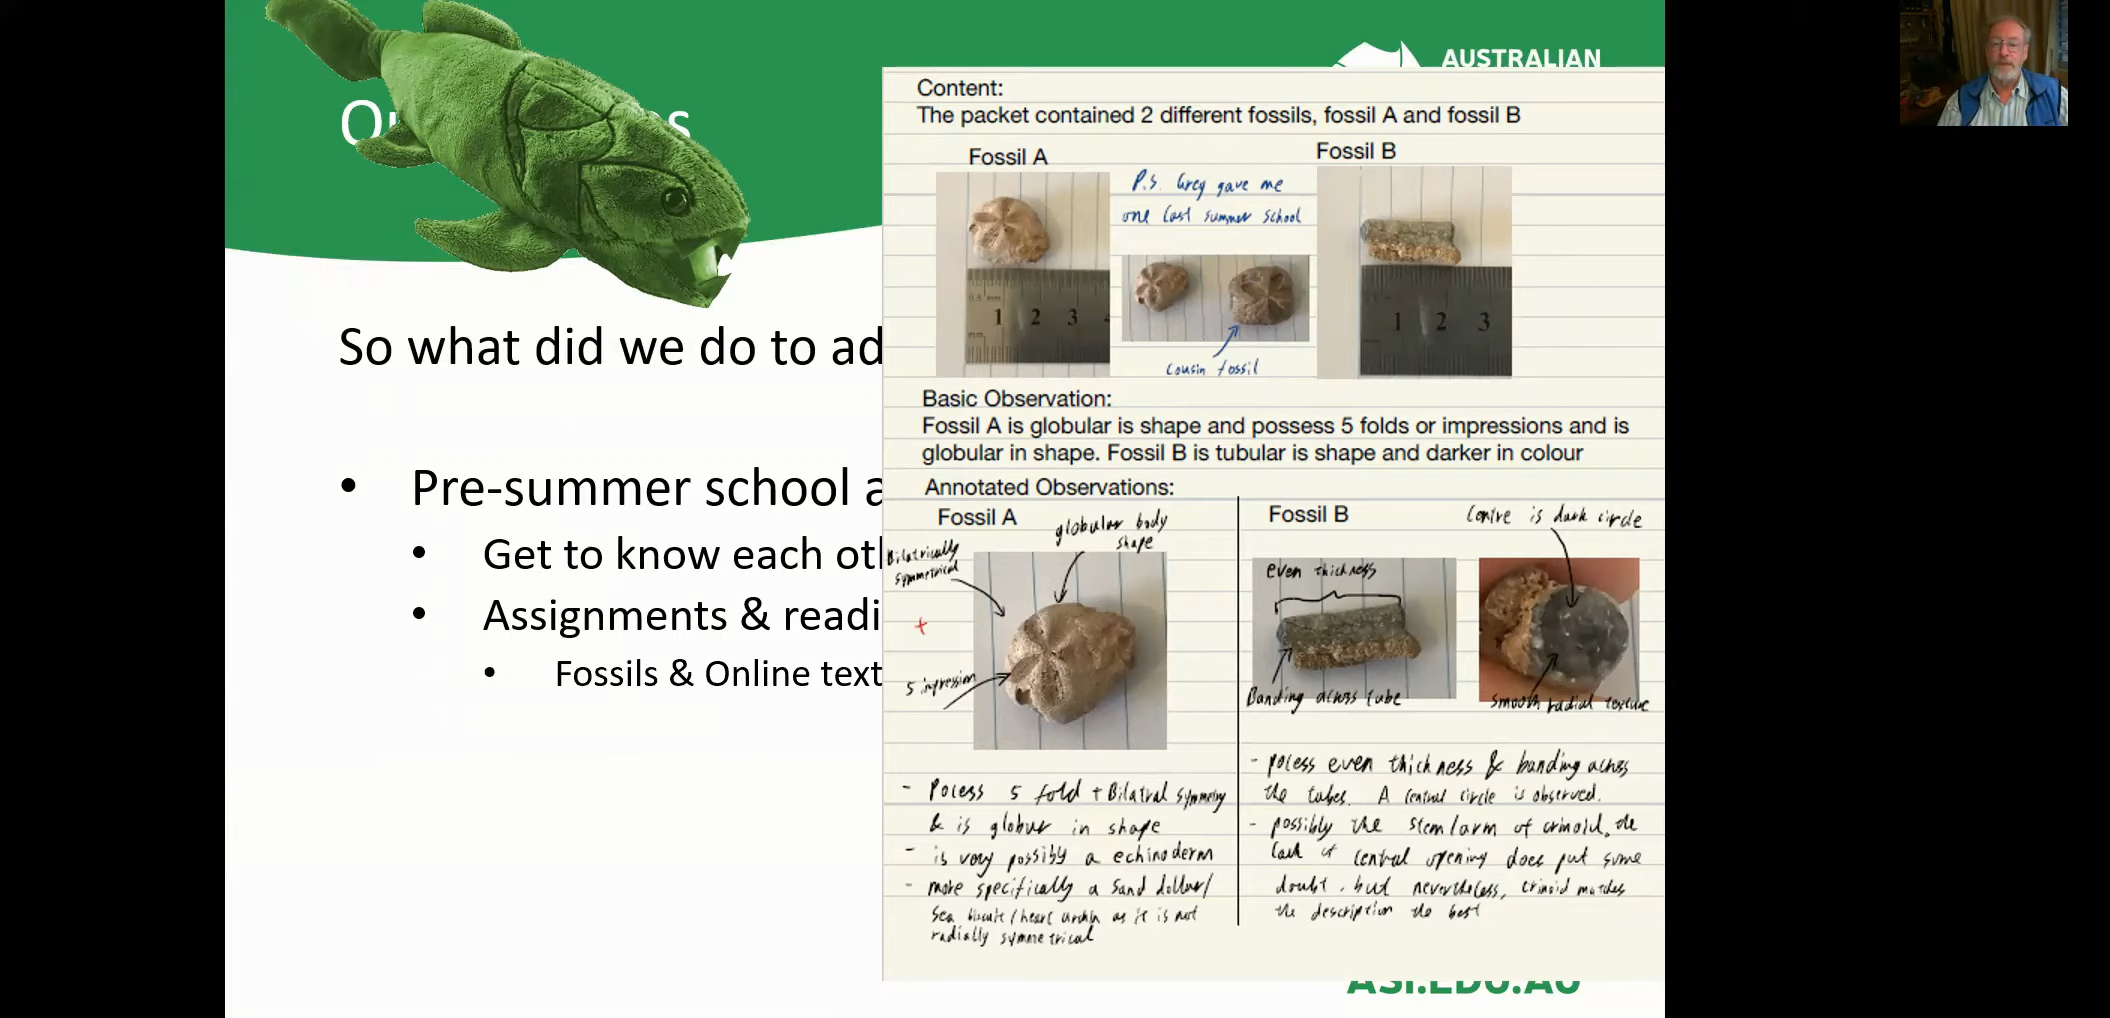 AUSTRALIAN
So what did we do to ad
• Pre-summer school a
• Get to know each oth
• Assignments & readi
• Fossils & Online text
Content:
The packet contained 2 different fossils, fossil A and fossil B
Fossil A
Fossil B
P.S. Greg gave me
one last summer school
1 2 3
1 2 3
cousin fossil
Basic Observation:
Fossil A is globular is shape and possess 5 folds or impressions and is
globular in shape. Fossil B is tubular is shape and darker in colour
Annotated Observations:
Fossil A
globular body
shape
symmetrical
+
5 impression
- Pocess 5 fold + Bilatral symmetry
& is globur in shape
- is very possibly a echinoderm
- more specifically a sand dollar/
sea biscuit/heart urchin as it is not
radially symmetrical
Fossil B
Centre is dark circle
even thickness
Banding across tube
smooth radial texture
- pocess even thickness & banding across
the tubes. A central circle is observed.
- possibly the stem/arm of crinoid, the
lack of central opening does put some
doubt, but nevertheless, crinoid matches
the description the best
ASI.EDU.AU